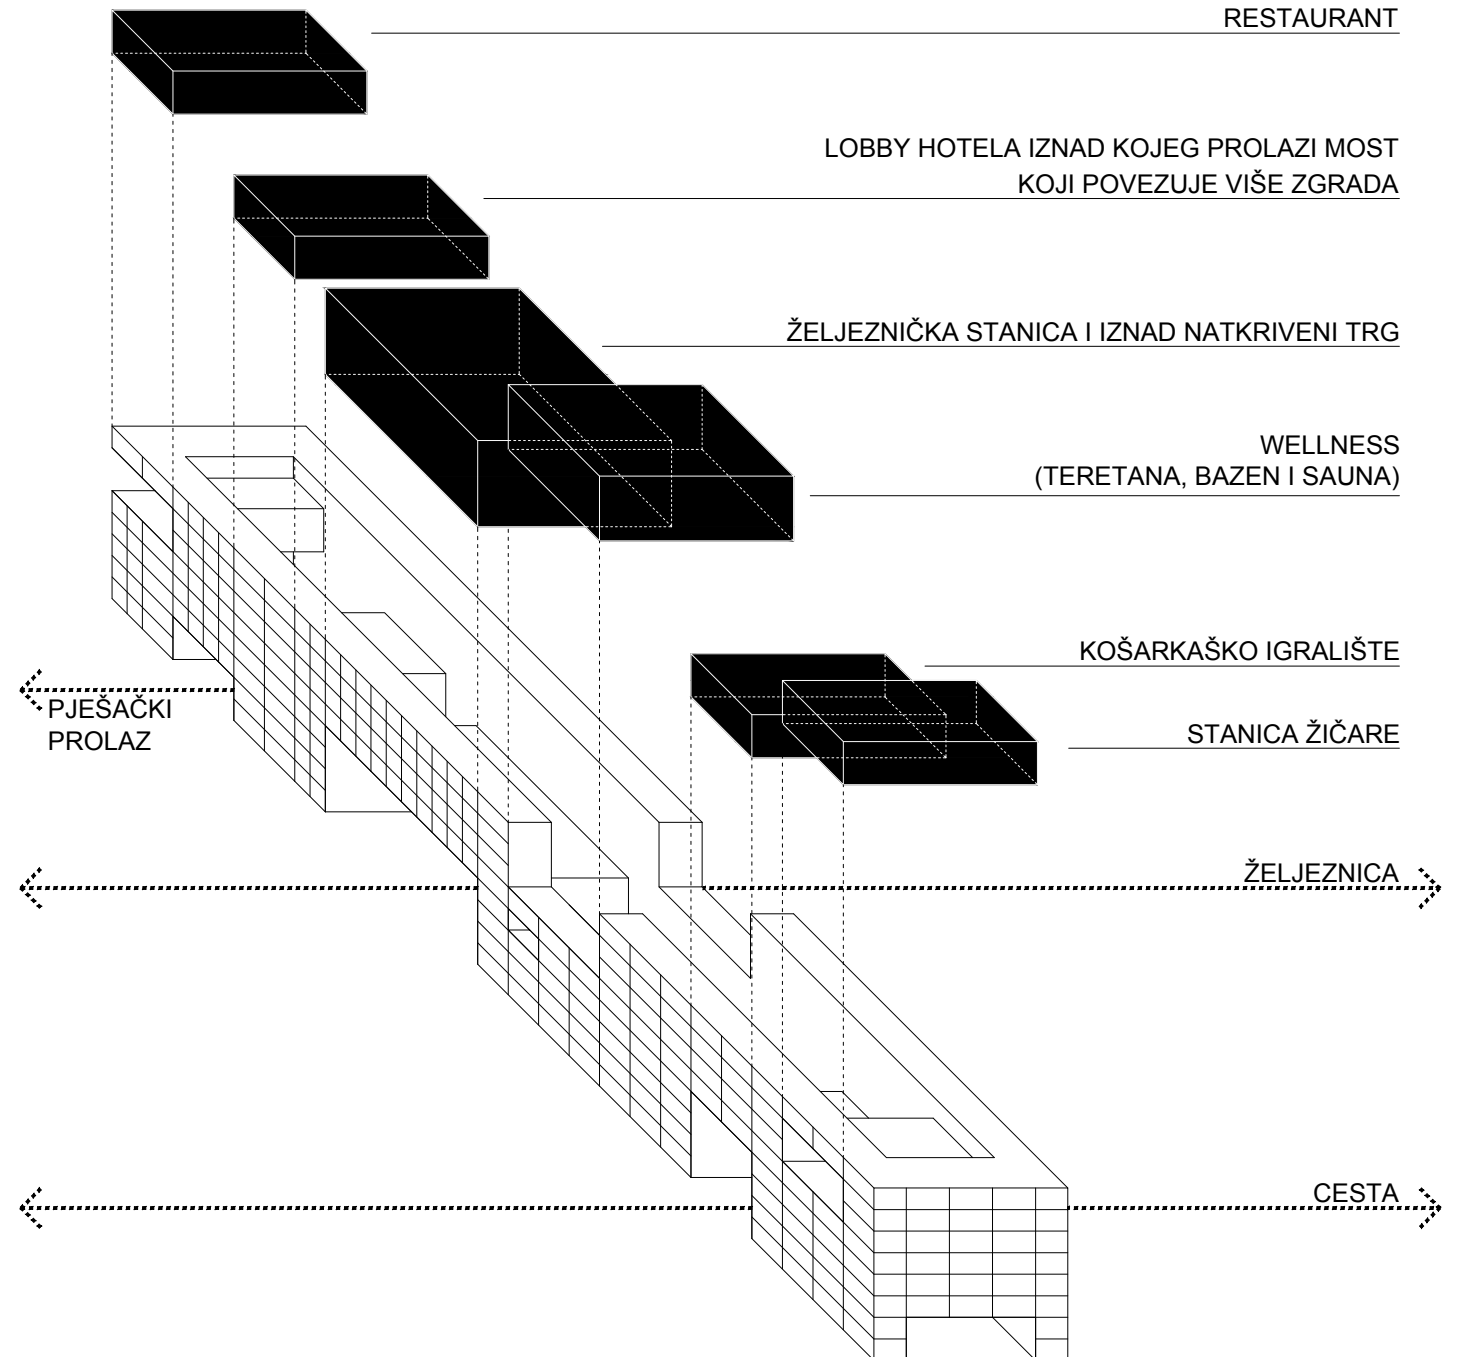 RESTAURANT
LOBBY HOTELA IZNAD KOJEG PROLAZI MOST
KOJI POVEZUJE VIŠE ZGRADA
ŽELJEZNIČKA STANICA I IZNAD NATKRIVENI TRG
WELLNESS
(TERETANA, BAZEN I SAUNA)
KOŠARKAŠKO IGRALIŠTE
PJEŠAČKI
PROLAZ
STANICA ŽIČARE
ŽELJEZNICA
CESTA